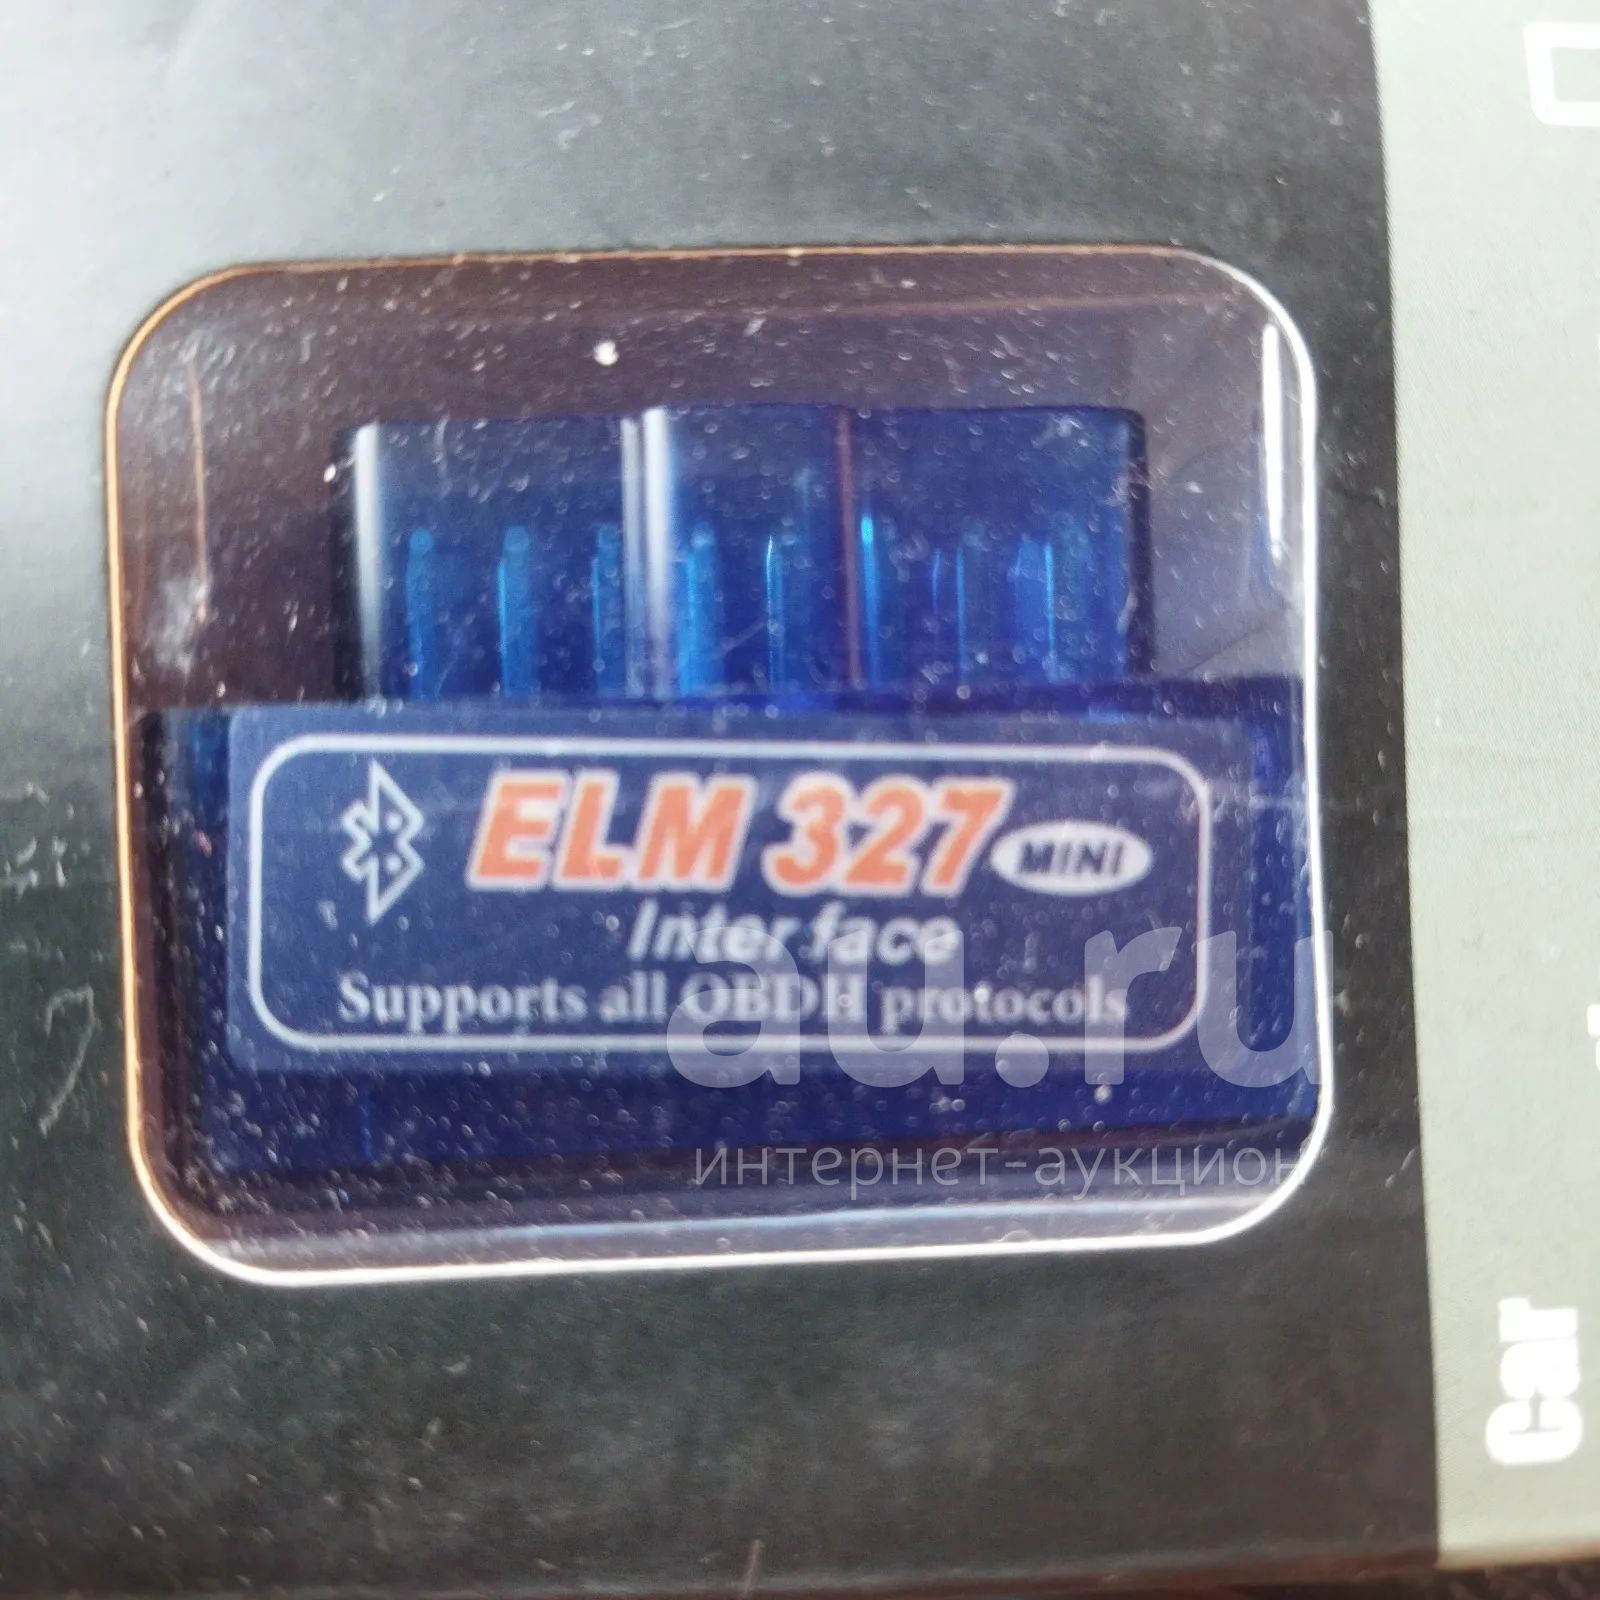 ELM 327 MINI
Inter face
Supports all OBDII protocols
au.ru
интернет-аукцион
Car